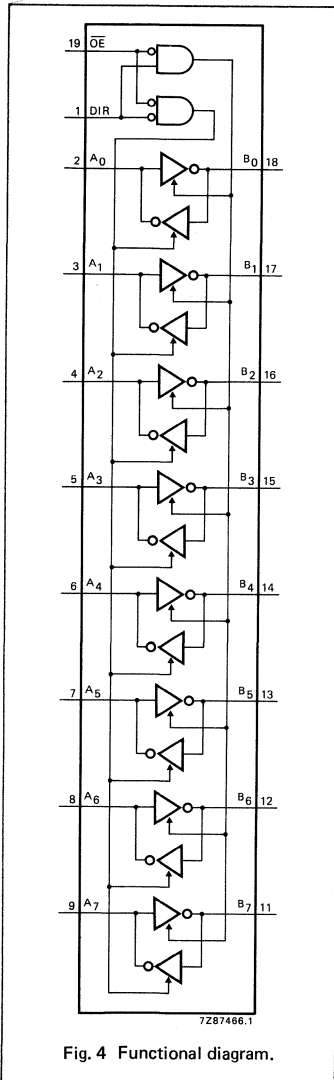 19 OE
1 DIR
2 A0 B0 18
3 A1 B1 17
4 A2 B2 16
5 A3 B3 15
6 A4 B4 14
7 A5 B5 13
8 A6 B6 12
9 A7 B7 11
7Z87466.1
Fig. 4 Functional diagram.